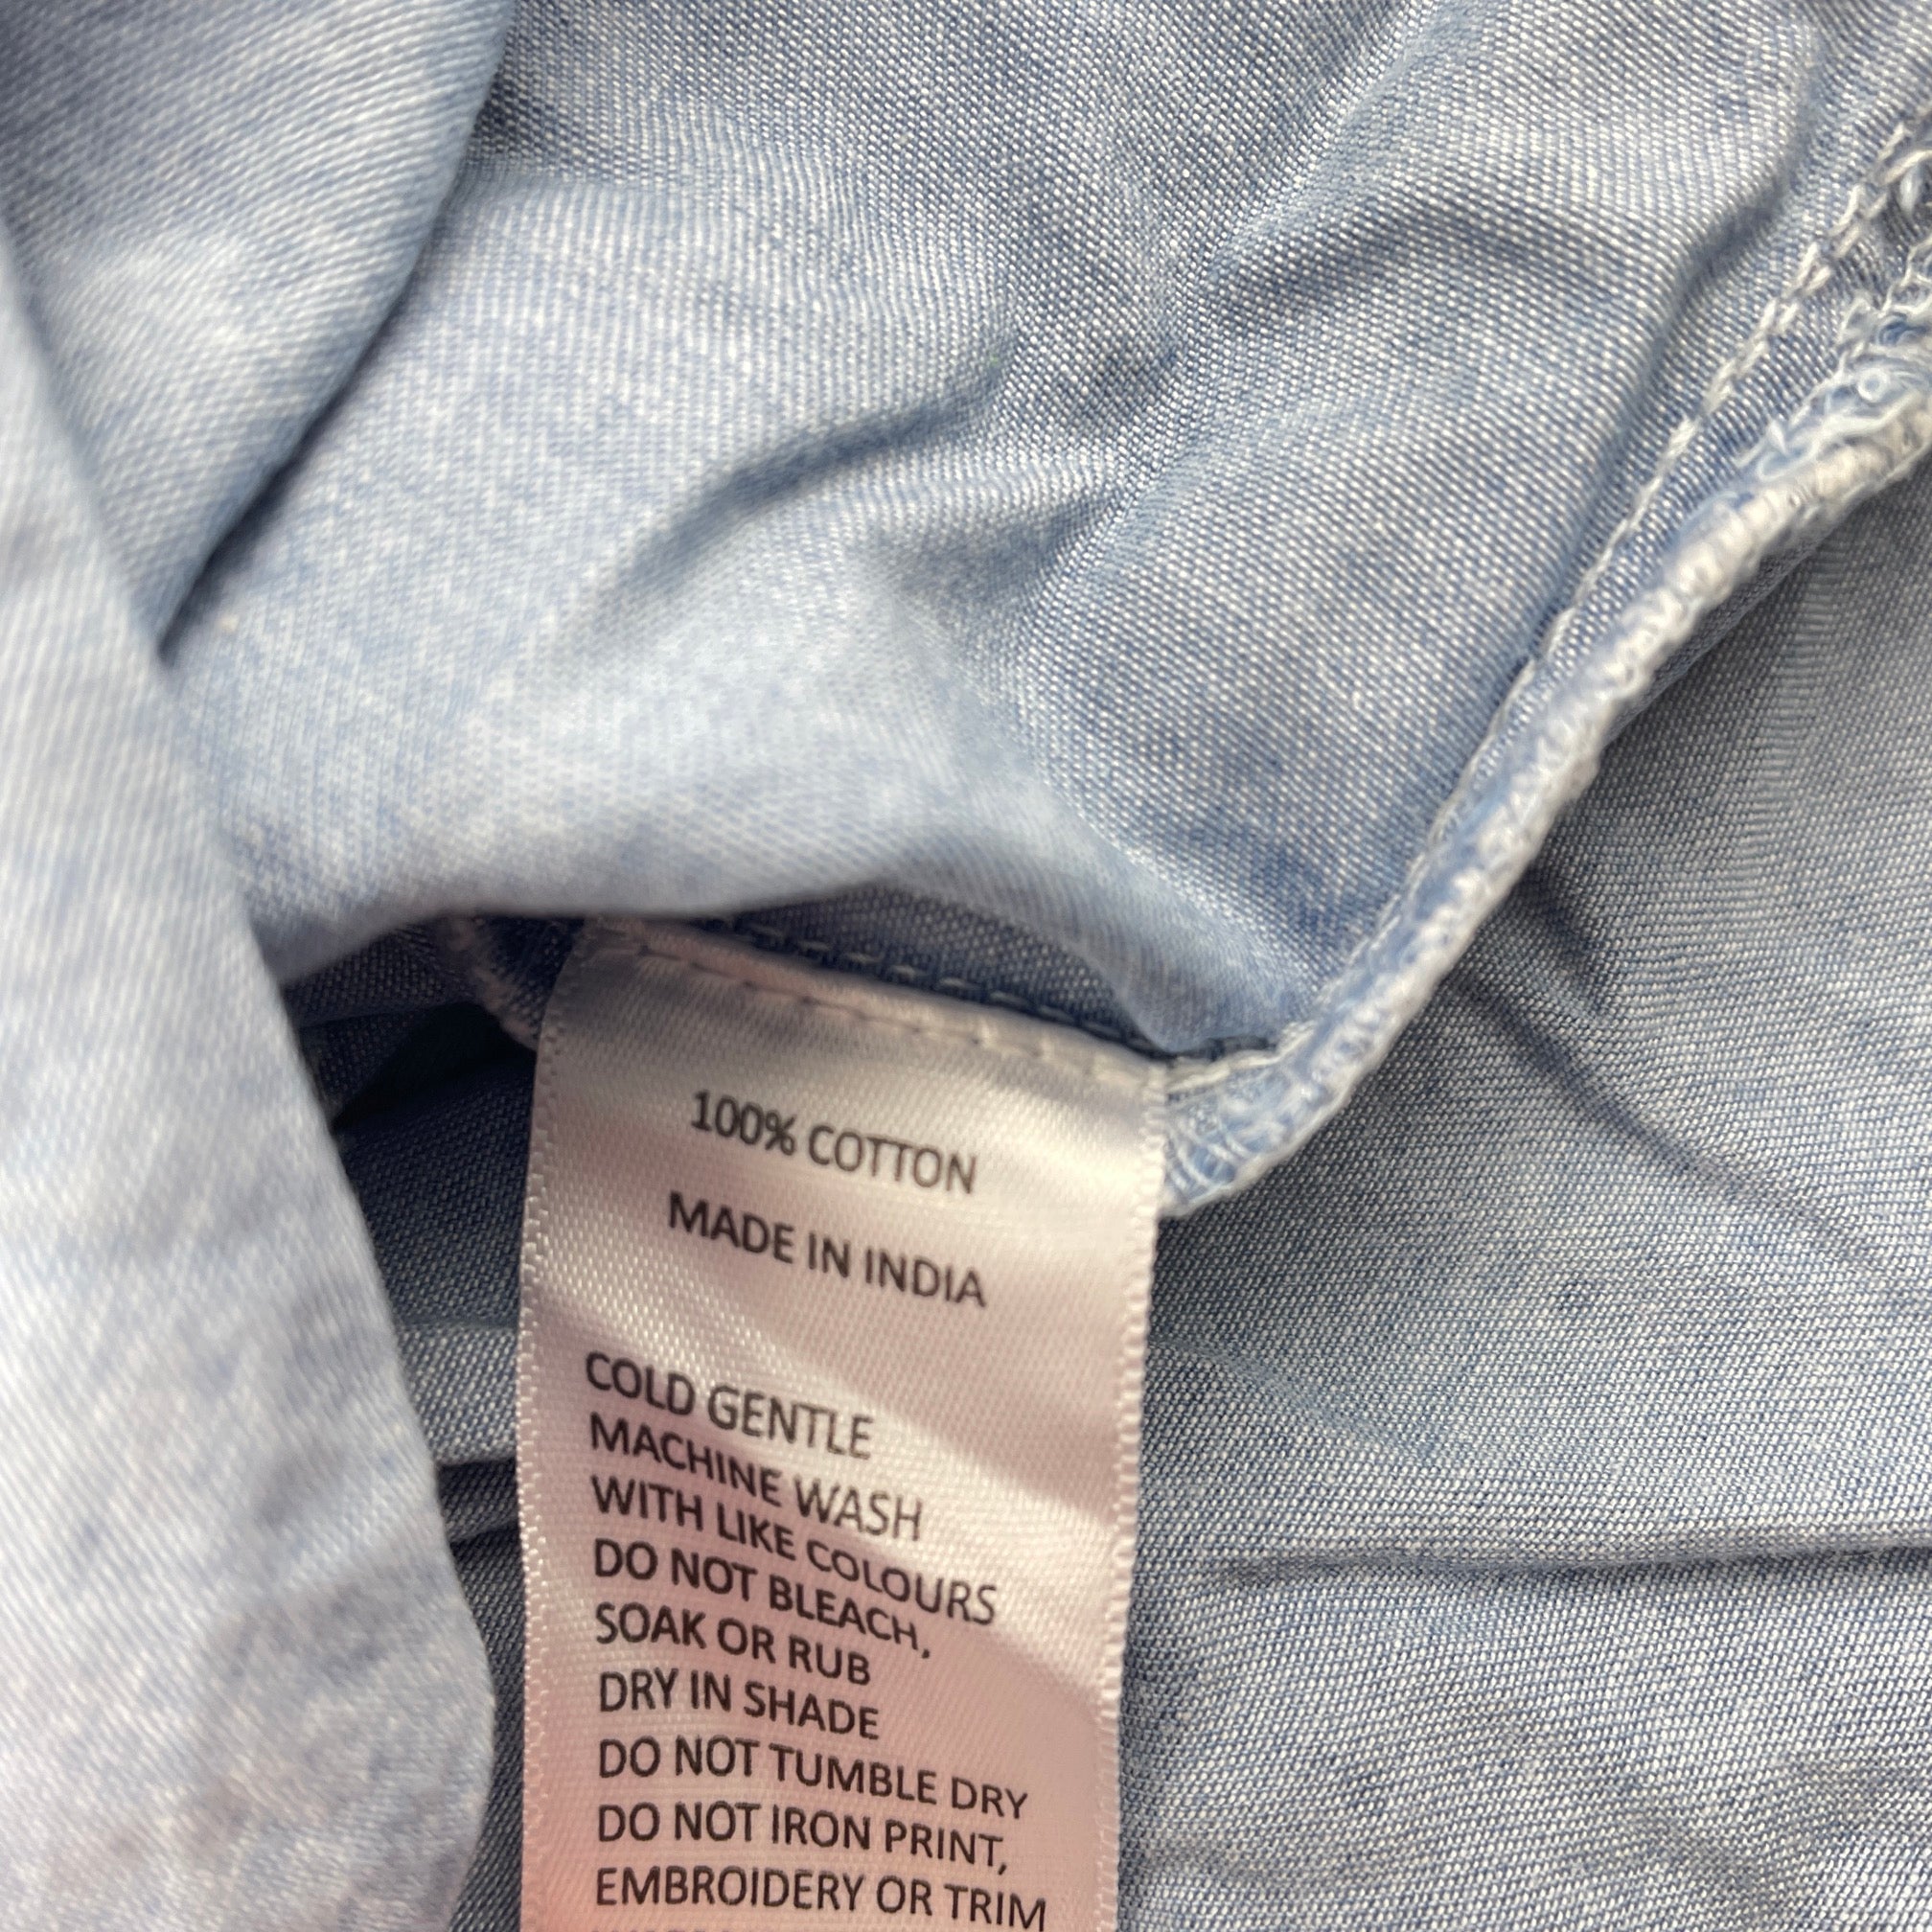 100% COTTON
MADE IN INDIA
COLD GENTLE
MACHINE WASH
WITH LIKE COLOURS
DO NOT BLEACH,
SOAK OR RUB
DRY IN SHADE
DO NOT TUMBLE DRY
DO NOT IRON PRINT,
EMBROIDERY OR TRIM